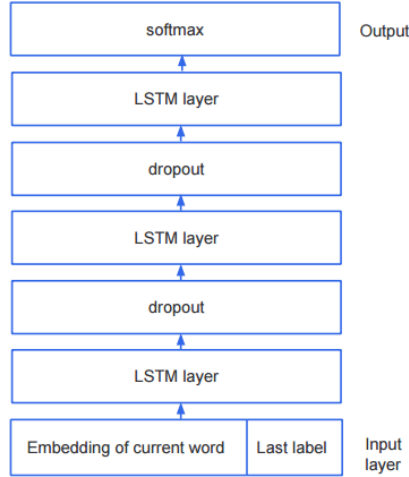 softmax Output
LSTM layer
dropout
LSTM layer
dropout
LSTM layer
Embedding of current word Last label Input
layer